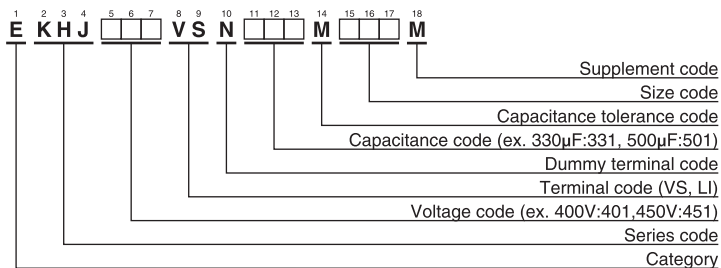 1 2 3 4 5 6 7 8 9 10 11 12 13 14 15 16 17 18
E KHJ VS N M M
Supplement code
Size code
Capacitance tolerance code
Capacitance code (ex. 330μF:331, 500μF:501)
Dummy terminal code
Terminal code (VS, LI)
Voltage code (ex. 400V:401,450V:451)
Series code
Category